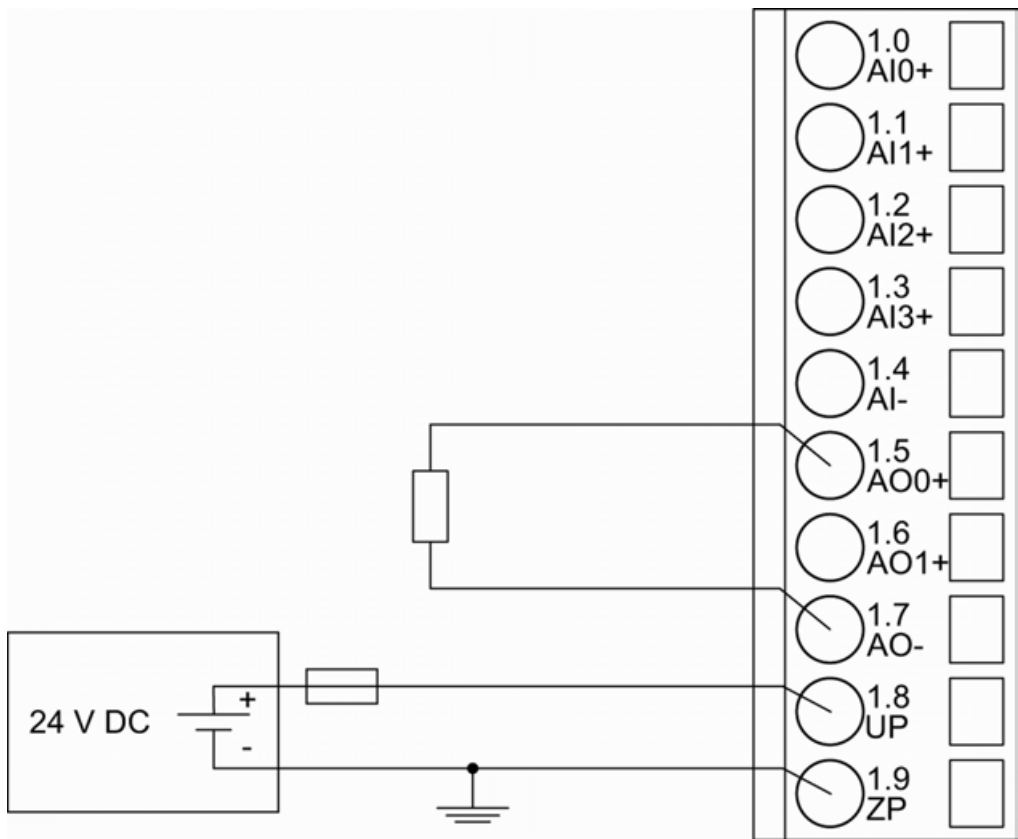 1.0
AI0+
1.1
AI1+
1.2
AI2+
1.3
AI3+
1.4
AI-
1.5
AO0+
1.6
AO1+
1.7
AO-
24 V DC
+
-
1.8
UP
1.9
ZP